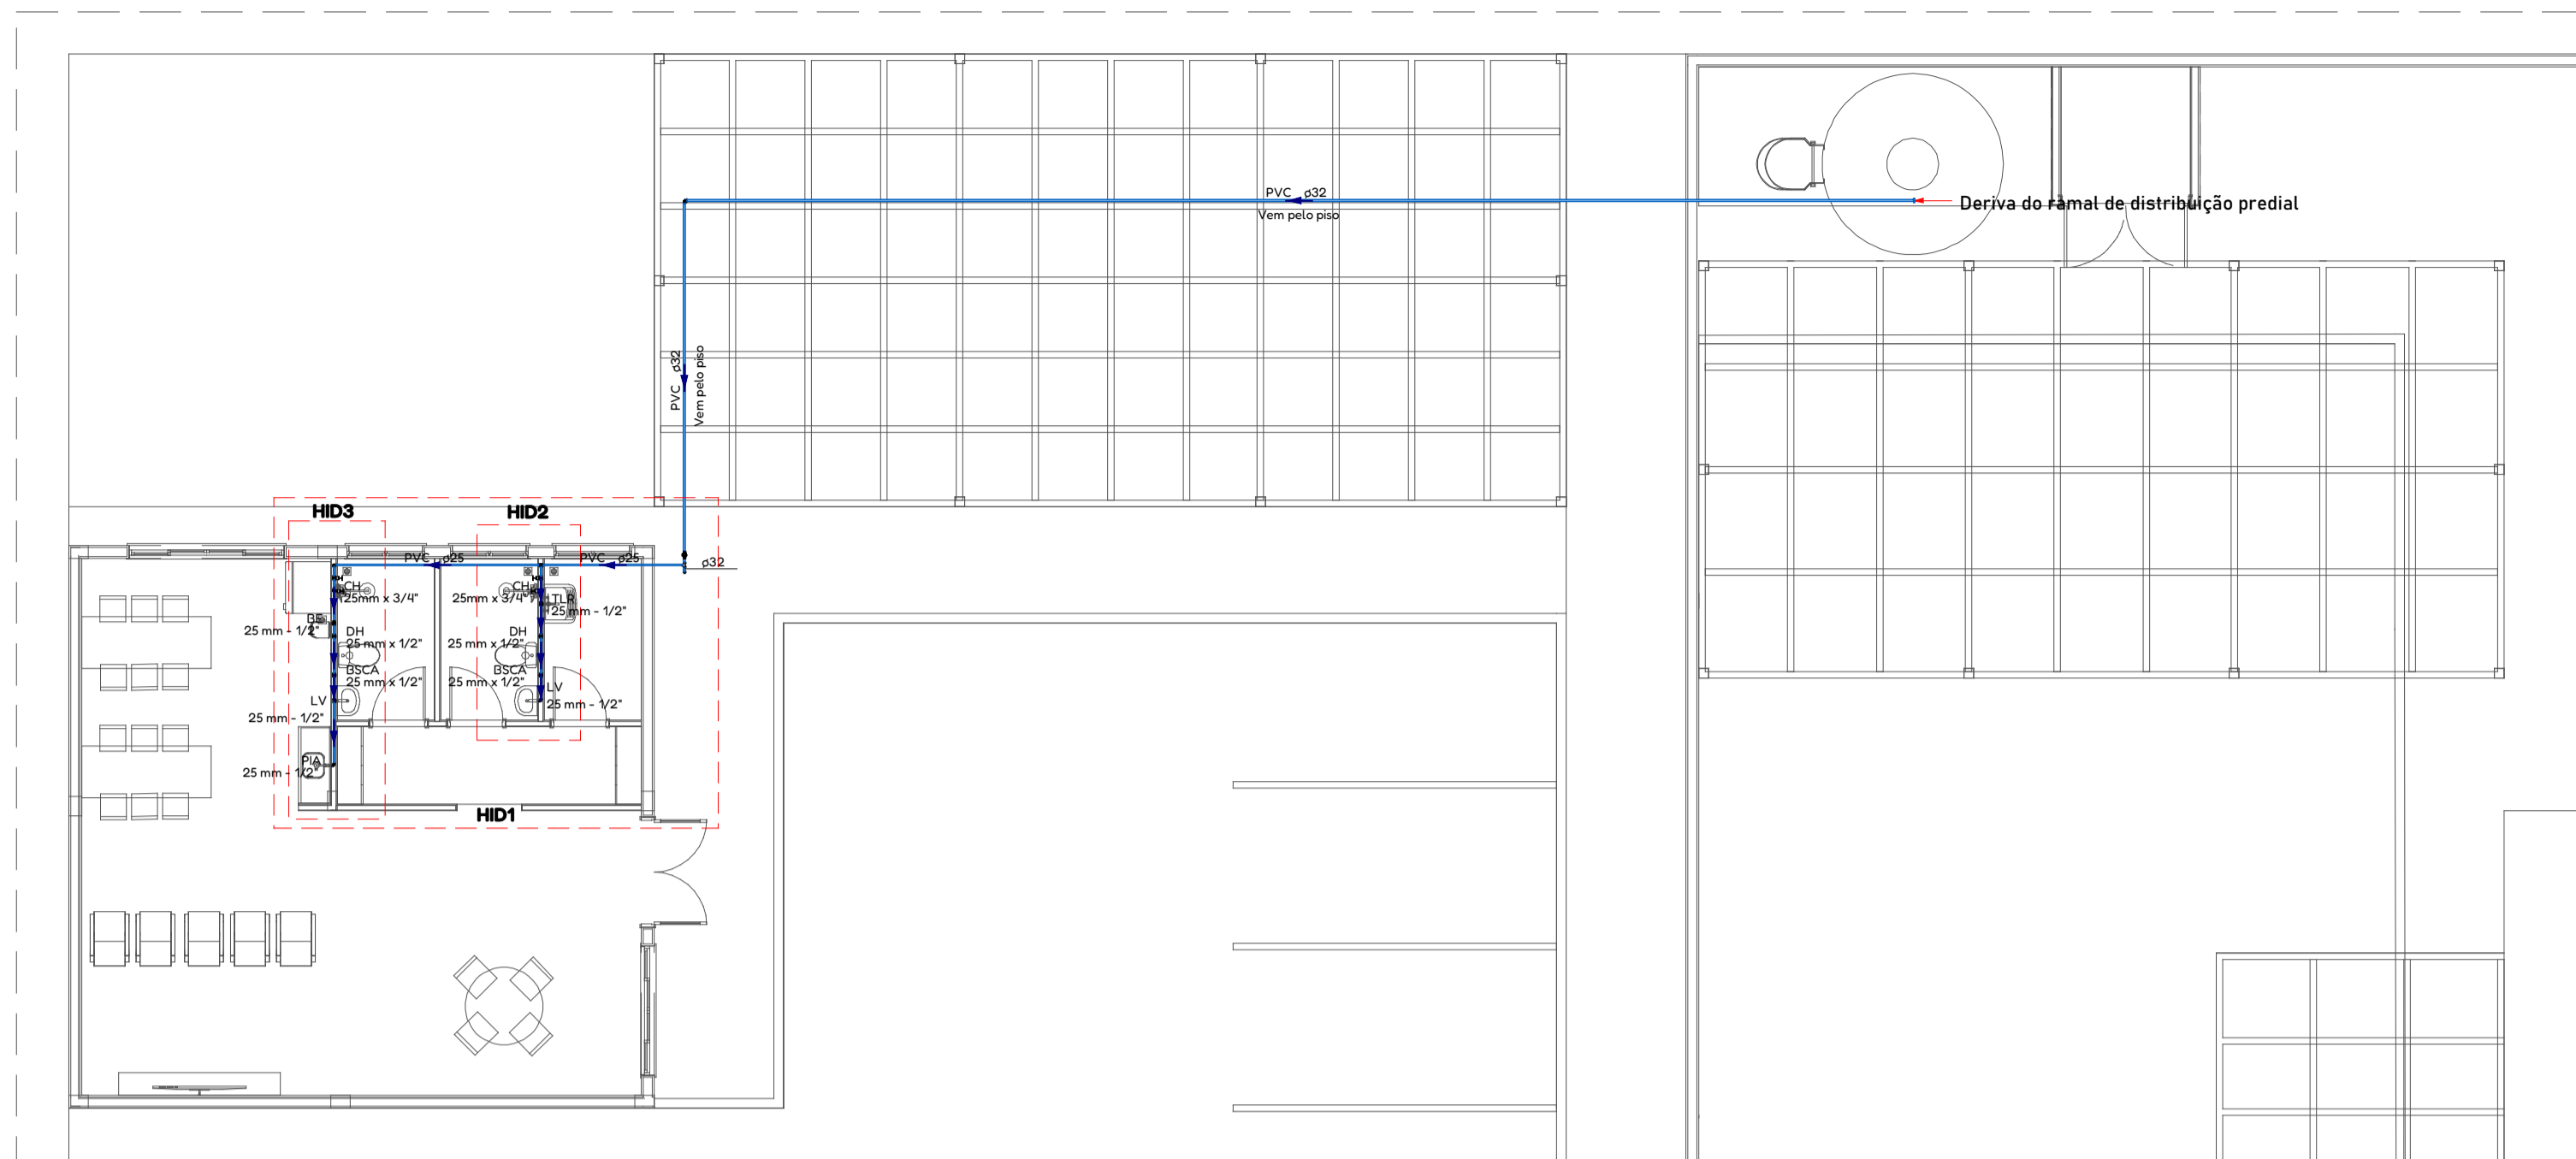 PVC ø32
Vem pelo piso
Deriva do ramal de distribuição predial
PVC ø32
Vem pelo piso
HID3
HID2
PVC ø25
PVC ø25
ø32
CH
25mm x 3/4"
CH
25mm x 3/4"
LTLR
25 mm - 1/2"
25 mm - 1/2"
DH
25 mm x 1/2"
DH
25 mm x 1/2"
BSCA
25 mm x 1/2"
BSCA
25 mm x 1/2"
LV
25 mm - 1/2"
LV
25 mm - 1/2"
PIA
25 mm - 1/2"
HID1